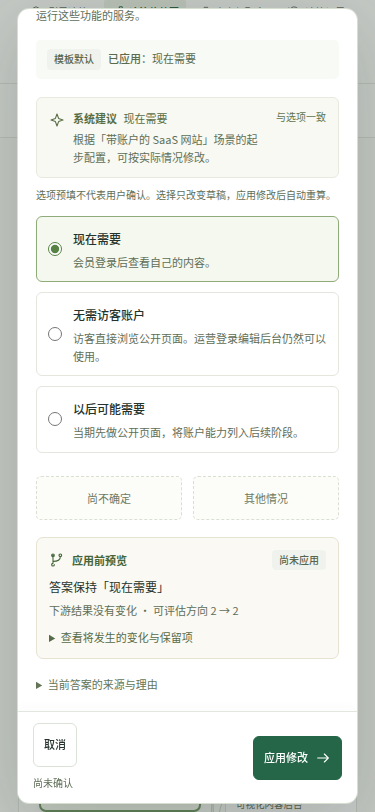 运行这些功能的服务。
模板默认 已应用：现在需要
系统建议 现在需要 与选项一致
根据「带账户的 SaaS 网站」场景的起
步配置，可按实际情况修改。
选项预填不代表用户确认。选择只改变草稿，应用修改后自动重算。
现在需要
会员登录后查看自己的内容。
无需访客账户
访客直接浏览公开页面。运营登录编辑后台仍然可以
使用。
以后可能需要
当期先做公开页面，将账户能力列入后续阶段。
尚不确定 其他情况
应用前预览 尚未应用
答案保持「现在需要」
下游结果没有变化 · 可评估方向 2 → 2
查看将发生的变化与保留项
当前答案的来源与理由
取消
应用修改 →
尚未确认